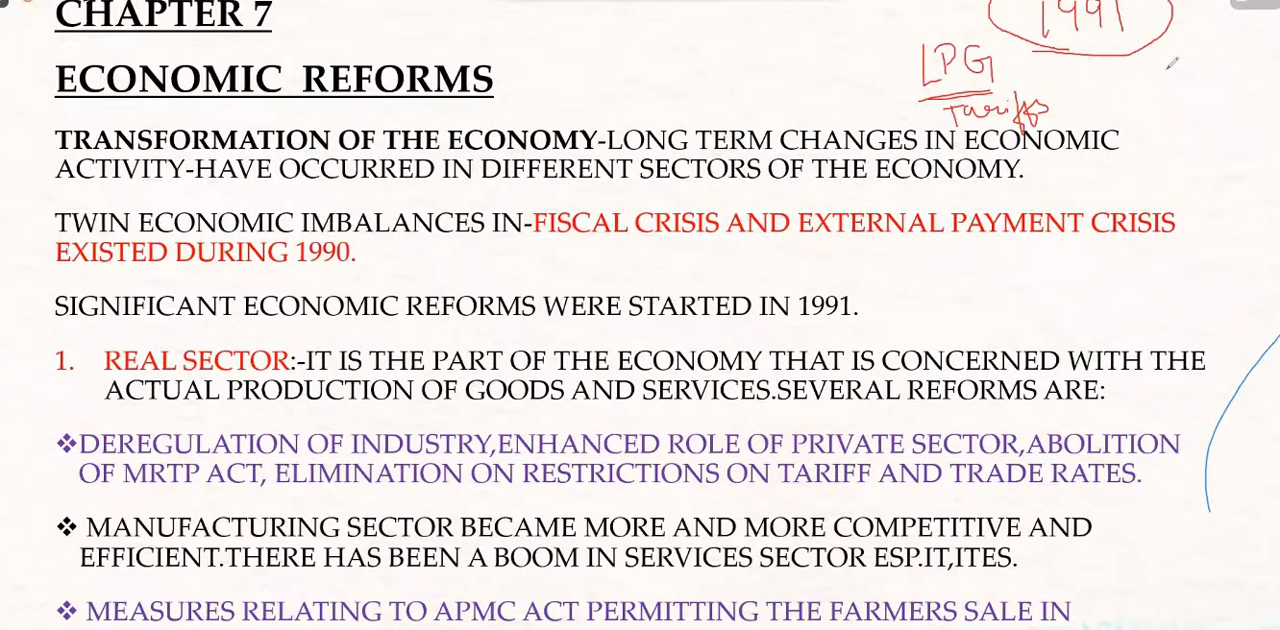 CHAPTER 7
1991
ECONOMIC REFORMS
LPG
Tariffs
TRANSFORMATION OF THE ECONOMY-LONG TERM CHANGES IN ECONOMIC
ACTIVITY-HAVE OCCURRED IN DIFFERENT SECTORS OF THE ECONOMY.
TWIN ECONOMIC IMBALANCES IN-FISCAL CRISIS AND EXTERNAL PAYMENT CRISIS
EXISTED DURING 1990.
SIGNIFICANT ECONOMIC REFORMS WERE STARTED IN 1991.
1. REAL SECTOR:-IT IS THE PART OF THE ECONOMY THAT IS CONCERNED WITH THE
ACTUAL PRODUCTION OF GOODS AND SERVICES.SEVERAL REFORMS ARE:
❖DEREGULATION OF INDUSTRY,ENHANCED ROLE OF PRIVATE SECTOR,ABOLITION
OF MRTP ACT, ELIMINATION ON RESTRICTIONS ON TARIFF AND TRADE RATES.
❖ MANUFACTURING SECTOR BECAME MORE AND MORE COMPETITIVE AND
EFFICIENT.THERE HAS BEEN A BOOM IN SERVICES SECTOR ESP.IT,ITES.
❖ MEASURES RELATING TO APMC ACT PERMITTING THE FARMERS SALE IN